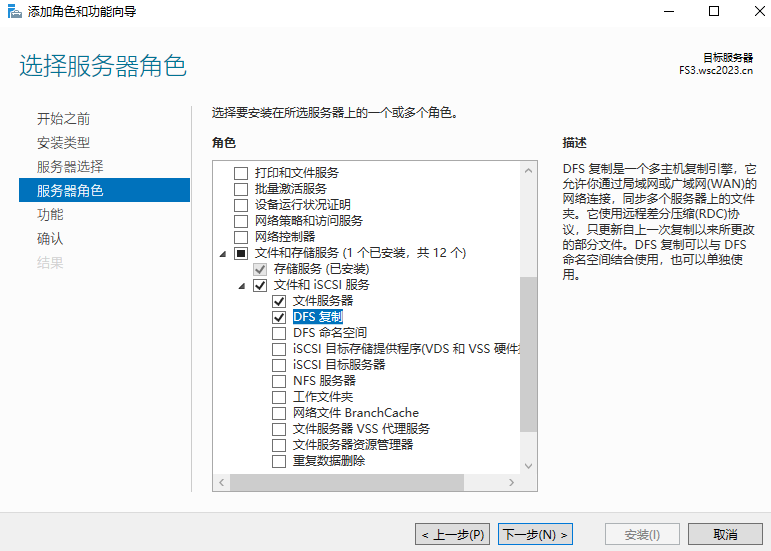 添加角色和功能向导
选择服务器角色
目标服务器
FS3.wsc2023.cn
开始之前
安装类型
服务器选择
服务器角色
功能
确认
结果
选择要安装在所选服务器上的一个或多个角色。
角色
打印和文件服务
批量激活服务
设备运行状况证明
网络策略和访问服务
网络控制器
文件和存储服务 (1 个已安装，共 12 个)
存储服务 (已安装)
文件和 iSCSI 服务
文件服务器
DFS 复制
DFS 命名空间
iSCSI 目标存储提供程序(VDS 和 VSS 硬件
iSCSI 目标服务器
NFS 服务器
工作文件夹
网络文件 BranchCache
文件服务器 VSS 代理服务
文件服务器资源管理器
重复数据删除
描述
DFS 复制是一个多主机复制引擎，它
允许你通过局域网或广域网(WAN)的
网络连接，同步多个服务器上的文件
夹。它使用远程差分压缩(RDC)协
议，只更新自上一次复制以来所更改
的部分文件。DFS 复制可以与 DFS
命名空间结合使用，也可以单独使
用。
< 上一步(P)
下一步(N) >
安装(I)
取消